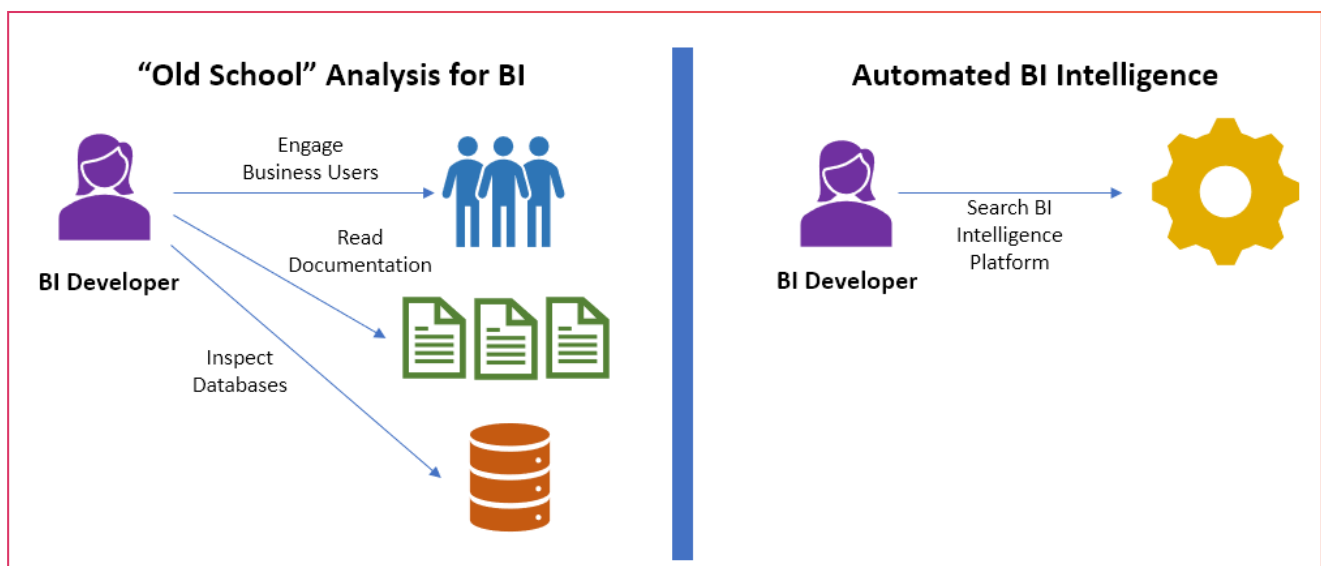 “Old School” Analysis for BI
Engage
Business Users
Read
Documentation
BI Developer
Inspect
Databases
Automated BI Intelligence
Search BI
Intelligence
Platform
BI Developer